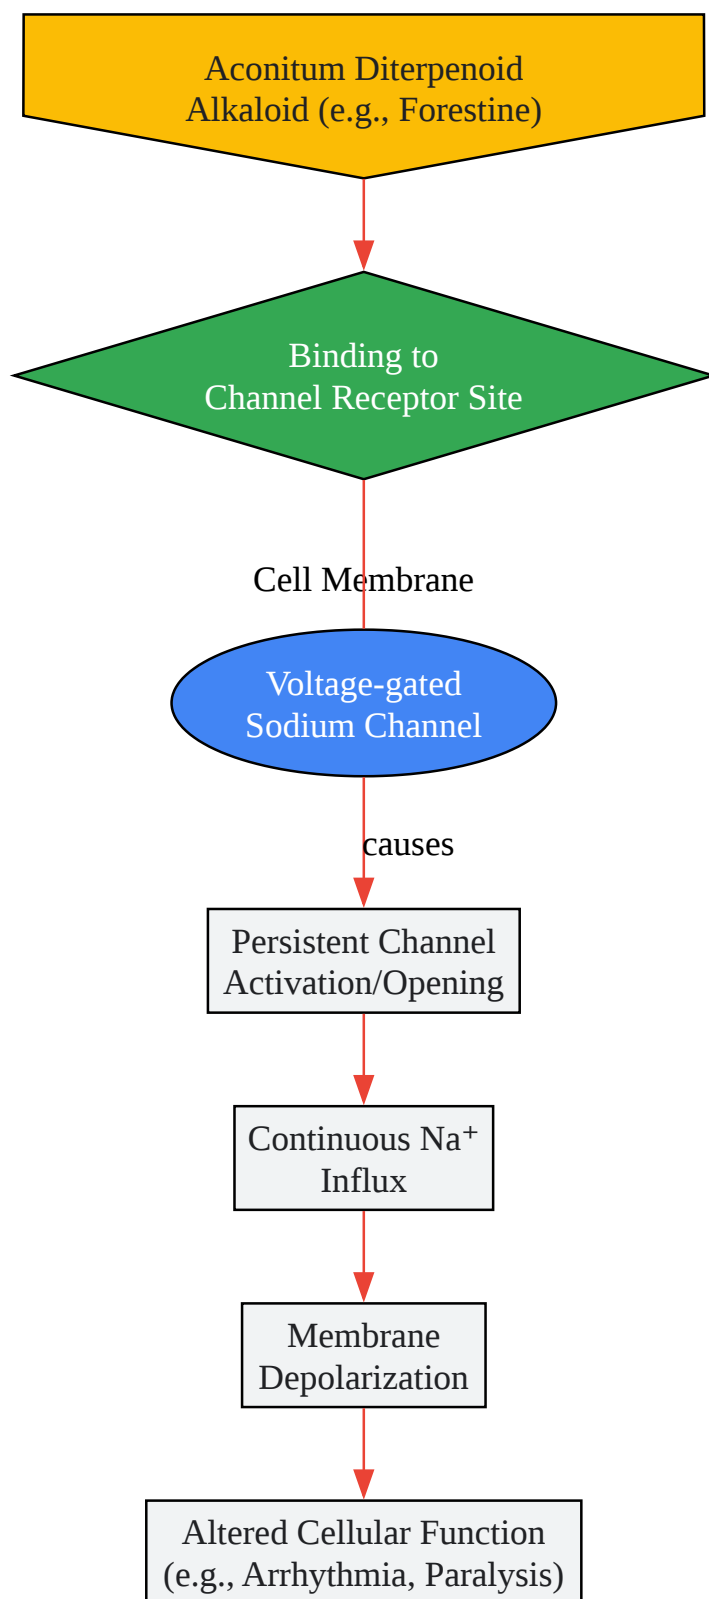 Aconitum Diterpenoid
Alkaloid (e.g., Forestine)
Binding to
Channel Receptor Site
Cell Membrane
Voltage-gated
Sodium Channel
causes
Persistent Channel
Activation/Opening
Continuous Na⁺
Influx
Membrane
Depolarization
Altered Cellular Function
(e.g., Arrhythmia, Paralysis)